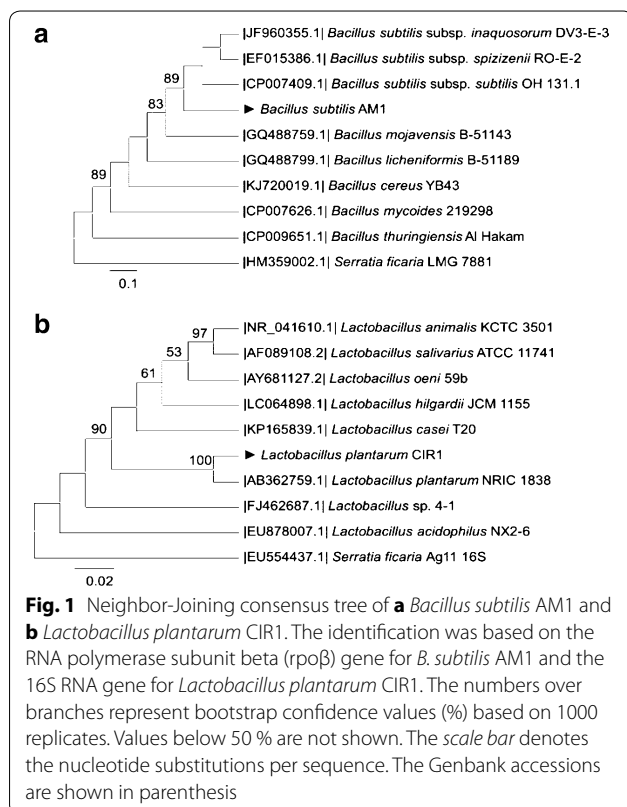 a
|JF960355.1| Bacillus subtilis subsp. inaquosorum DV3-E-3
|EF015386.1| Bacillus subtilis subsp. spizizenii RO-E-2
89
|CP007409.1| Bacillus subtilis subsp. subtilis OH 131.1
83
► Bacillus subtilis AM1
|GQ488759.1| Bacillus mojavensis B-51143
|GQ488799.1| Bacillus licheniformis B-51189
89
|KJ720019.1| Bacillus cereus YB43
|CP007626.1| Bacillus mycoides 219298
|CP009651.1| Bacillus thuringiensis Al Hakam
|HM359002.1| Serratia ficaria LMG 7881
0.1
b
|NR_041610.1| Lactobacillus animalis KCTC 3501
97
|AF089108.2| Lactobacillus salivarius ATCC 11741
53
|AY681127.2| Lactobacillus oeni 59b
61
|LC064898.1| Lactobacillus hilgardii JCM 1155
|KP165839.1| Lactobacillus casei T20
90
► Lactobacillus plantarum CIR1
100
|AB362759.1| Lactobacillus plantarum NRIC 1838
|FJ462687.1| Lactobacillus sp. 4-1
|EU878007.1| Lactobacillus acidophilus NX2-6
|EU554437.1| Serratia ficaria Ag11 16S
0.02
Fig. 1 Neighbor-Joining consensus tree of a Bacillus subtilis AM1 and
b Lactobacillus plantarum CIR1. The identification was based on the
RNA polymerase subunit beta (rpoβ) gene for B. subtilis AM1 and the
16S RNA gene for Lactobacillus plantarum CIR1. The numbers over
branches represent bootstrap confidence values (%) based on 1000
replicates. Values below 50 % are not shown. The scale bar denotes
the nucleotide substitutions per sequence. The Genbank accessions
are shown in parenthesis